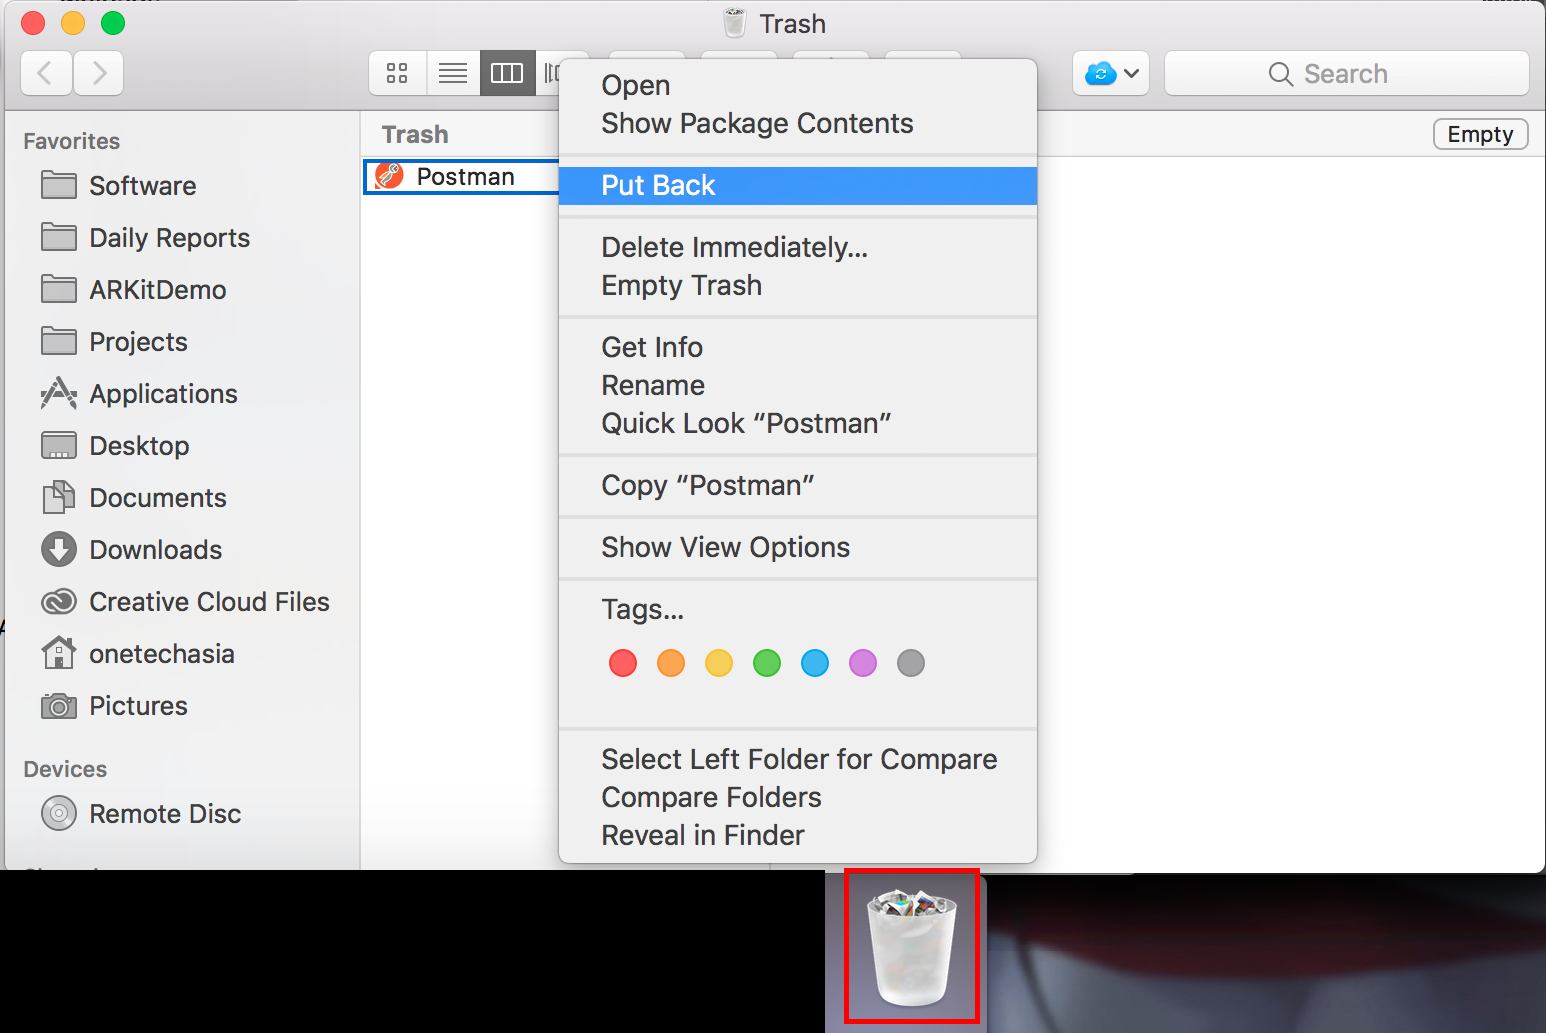 Trash
Search
Favorites
Software
Daily Reports
ARKitDemo
Projects
Applications
Desktop
Documents
Downloads
Creative Cloud Files
onetechasia
Pictures
Devices
Remote Disc
Trash
Empty
Postman
Open
Show Package Contents
Put Back
Delete Immediately...
Empty Trash
Get Info
Rename
Quick Look “Postman”
Copy “Postman”
Show View Options
Tags...
Select Left Folder for Compare
Compare Folders
Reveal in Finder